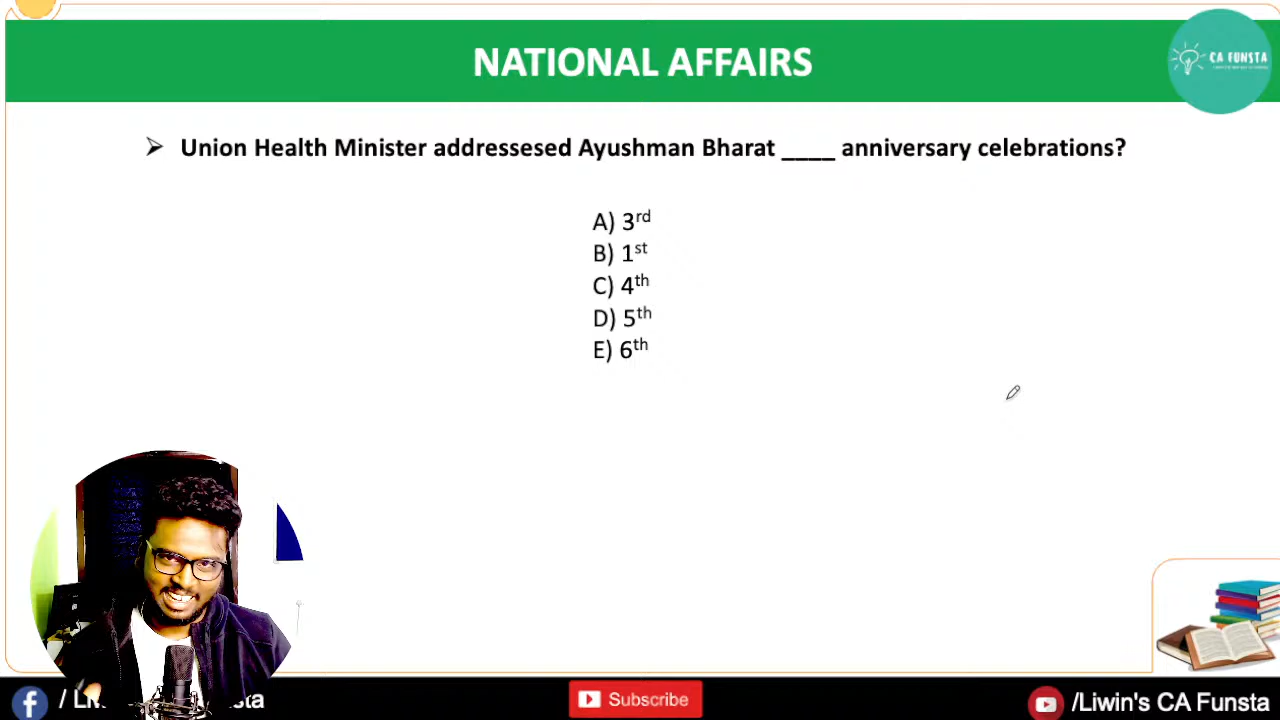 NATIONAL AFFAIRS
CA FUNSTA
➢ Union Health Minister addressesed Ayushman Bharat ____ anniversary celebrations?
A) 3rd
B) 1st
C) 4th
D) 5th
E) 6th
Subscribe
/Liwin's CA Funsta